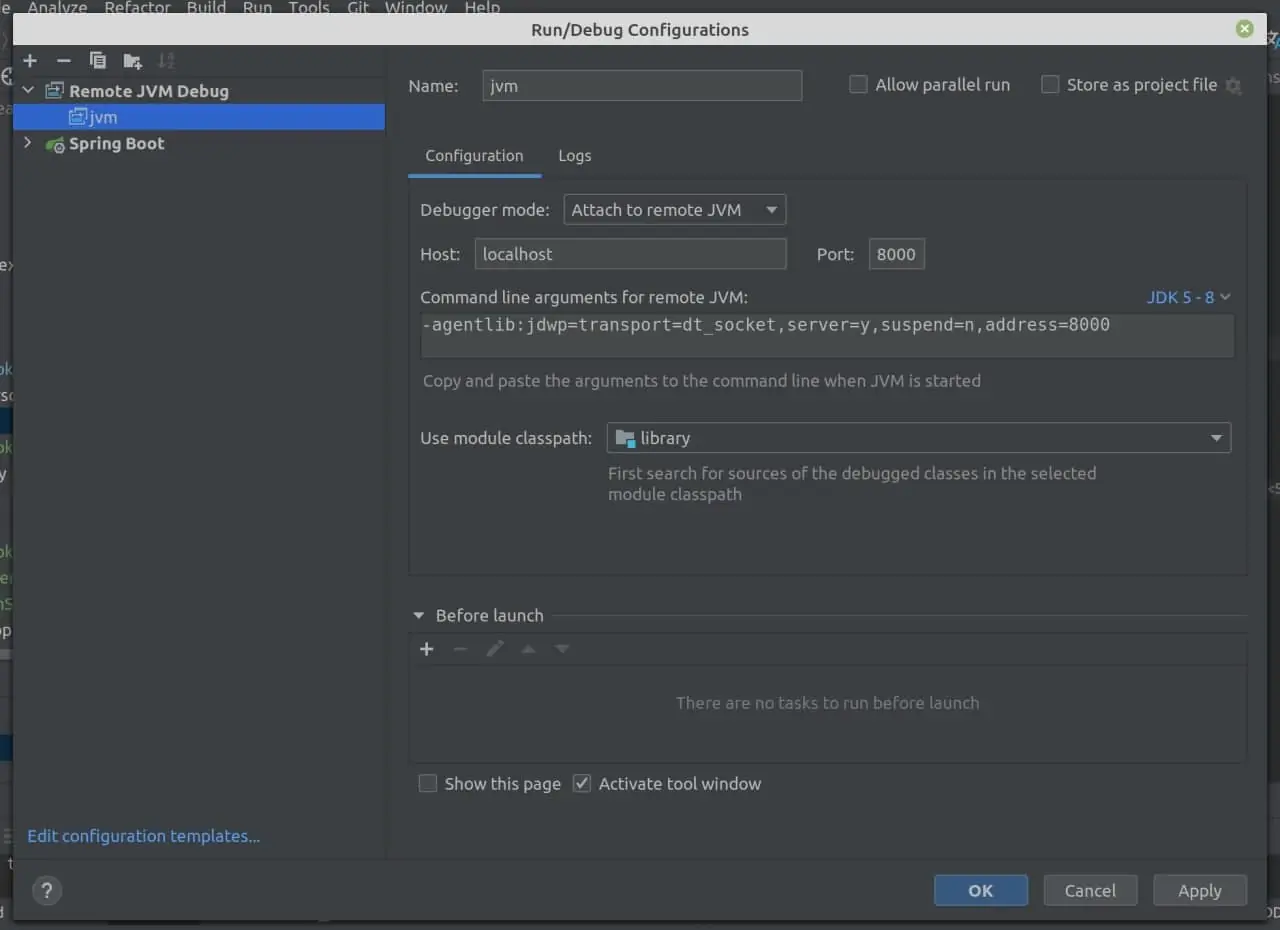 Analyze Refactor Build Run Tools Git Window Help
Run/Debug Configurations
Remote JVM Debug
jvm
Spring Boot
Edit configuration templates...
Name: jvm
Allow parallel run
Store as project file
Configuration Logs
Debugger mode: Attach to remote JVM
Host: localhost Port: 8000
Command line arguments for remote JVM: JDK 5 - 8
-agentlib:jdwp=transport=dt_socket,server=y,suspend=n,address=8000
Copy and paste the arguments to the command line when JVM is started
Use module classpath: library
First search for sources of the debugged classes in the selected
module classpath
Before launch
There are no tasks to run before launch
Show this page Activate tool window
? OK Cancel Apply